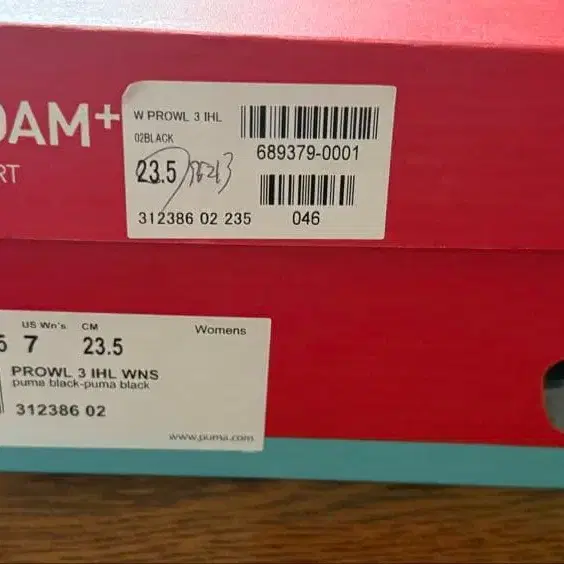 OAM+
RT
W PROWL 3 IHL
02BLACK
23.5
689379-0001
312386 02 235
046
US Wn's CM
7 23.5
Womens
PROWL 3 IHL WNS
puma black-puma black
312386 02
www.puma.com